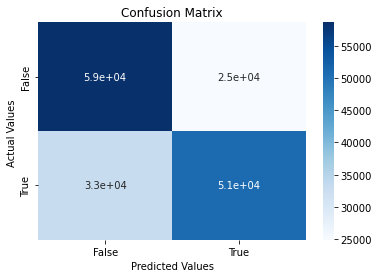 Confusion Matrix
Actual Values
False
5.9e+04
2.5e+04
True
3.3e+04
5.1e+04
False
True
Predicted Values
55000
50000
45000
40000
35000
30000
25000